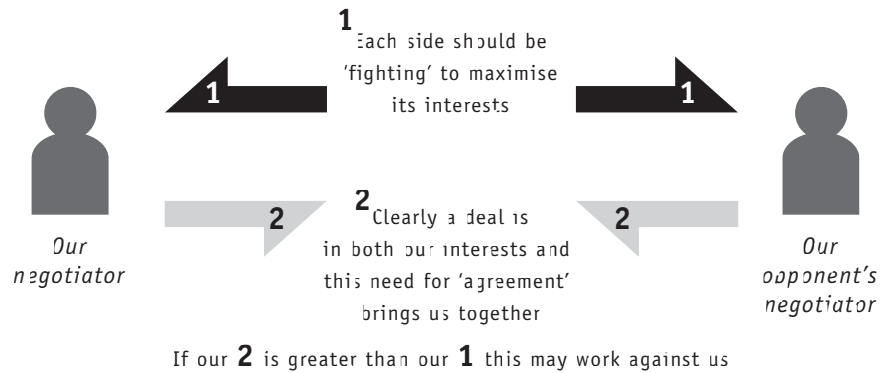 1
Each side should be
'fighting' to maximise
its interests
1
1
2
Clearly a deal is
in both our interests and
this need for 'agreement'
brings us together
2
2
Our
negotiator
Our
opponent's
negotiator
If our 2 is greater than our 1 this may work against us